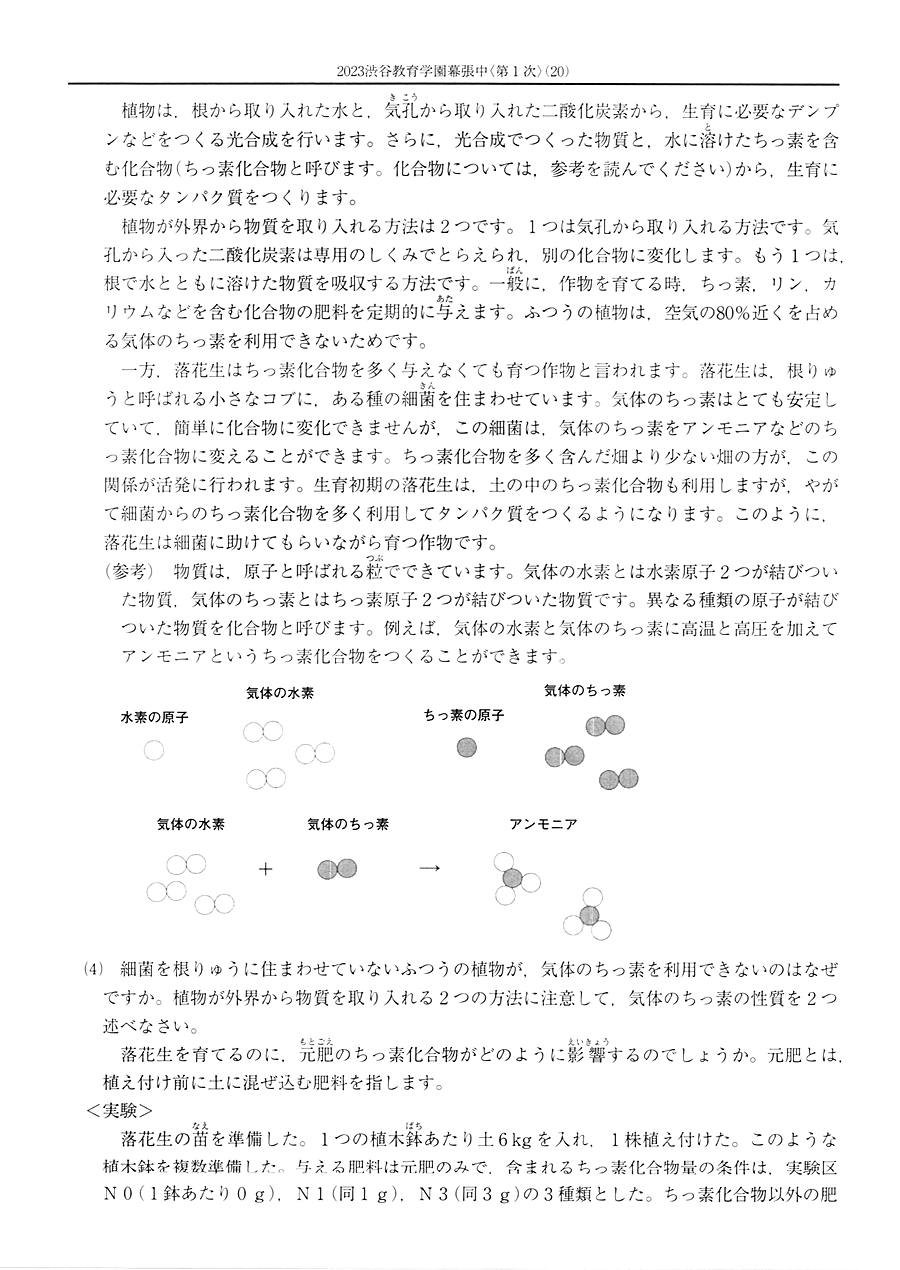 2023渋谷教育学園幕張中〈第1次〉(20)
植物は，根から取り入れた水と，気孔から取り入れた二酸化炭素から，生育に必要なデンプ
ンなどをつくる光合成を行います。さらに，光合成でつくった物質と，水に溶けたちっ素を含
む化合物(ちっ素化合物と呼びます。化合物については，参考を読んでください)から，生育に
必要なタンパク質をつくります。
植物が外界から物質を取り入れる方法は2つです。1つは気孔から取り入れる方法です。気
孔から入った二酸化炭素は専用のしくみでとらえられ，別の化合物に変化します。もう1つは，
根で水とともに溶けた物質を吸収する方法です。一般に，作物を育てる時，ちっ素，リン，カ
リウムなどを含む化合物の肥料を定期的に与えます。ふつうの植物は，空気の80%近くを占め
る気体のちっ素を利用できないためです。
一方，落花生はちっ素化合物を多く与えなくても育つ作物と言われます。落花生は，根りゅ
うと呼ばれる小さなコブに，ある種の細菌を住まわせています。気体のちっ素はとても安定し
ていて，簡単に化合物に変化できませんが，この細菌は，気体のちっ素をアンモニアなどのち
っ素化合物に変えることができます。ちっ素化合物を多く含んだ畑より少ない畑の方が，この
関係が活発に行われます。生育初期の落花生は，土の中のちっ素化合物も利用しますが，やが
て細菌からのちっ素化合物を多く利用してタンパク質をつくるようになります。このように，
落花生は細菌に助けてもらいながら育つ作物です。
(参考) 物質は，原子と呼ばれる粒でできています。気体の水素とは水素原子2つが結びつい
た物質，気体のちっ素とはちっ素原子2つが結びついた物質です。異なる種類の原子が結び
ついた物質を化合物と呼びます。例えば，気体の水素と気体のちっ素に高温と高圧を加えて
アンモニアというちっ素化合物をつくることができます。
水素の原子
気体の水素
ちっ素の原子
気体のちっ素
気体の水素
気体のちっ素
アンモニア
＋
→
(4) 細菌を根りゅうに住まわせていないふつうの植物が，気体のちっ素を利用できないのはなぜ
ですか。植物が外界から物質を取り入れる2つの方法に注意して，気体のちっ素の性質を2つ
述べなさい。
落花生を育てるのに，元肥のちっ素化合物がどのように影響するのでしょうか。元肥とは，
植え付け前に土に混ぜ込む肥料を指します。
＜実験＞
落花生の苗を準備した。1つの植木鉢あたり土6kgを入れ，1株植え付けた。このような
植木鉢を複数準備した。与える肥料は元肥のみで，含まれるちっ素化合物量の条件は，実験区
N0(1鉢あたり0g)，N1(同1g)，N3(同3g)の3種類とした。ちっ素化合物以外の肥